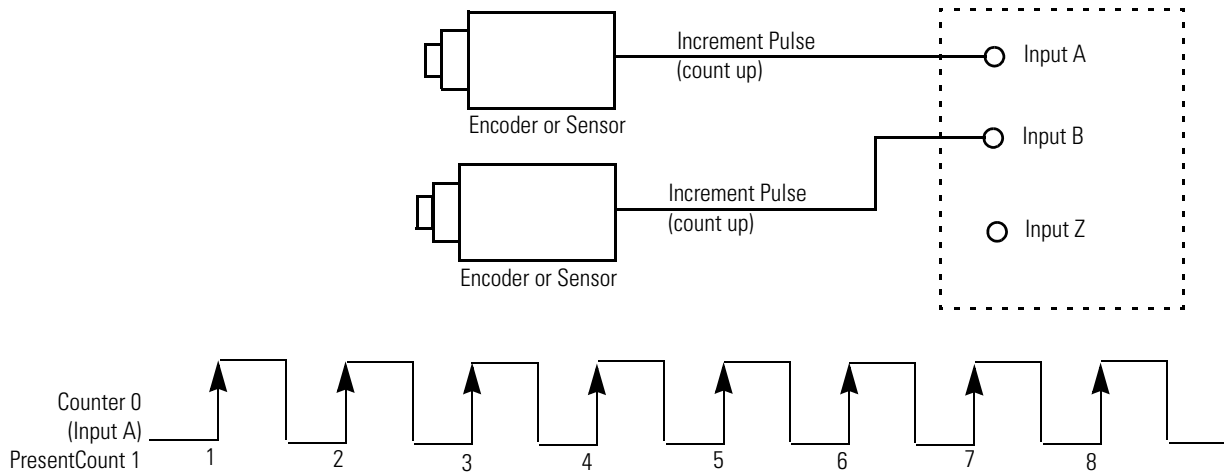 Increment Pulse
(count up)
Input A
Encoder or Sensor
Input B
Increment Pulse
(count up)
Input Z
Encoder or Sensor
Counter 0
(Input A)
PresentCount 1 1 2 3 4 5 6 7 8